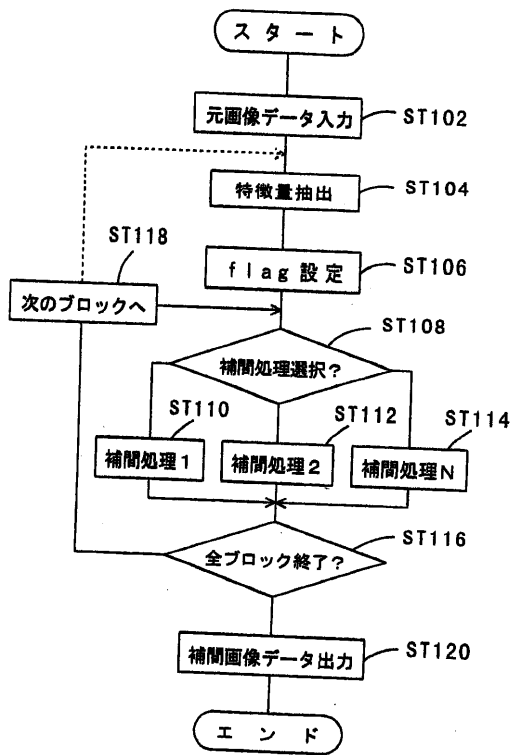 スタート
元画像データ入力
ST102
特徴量抽出
ST104
ST118
flag 設定
ST106
次のブロックへ
ST108
補間処理選択?
ST110
ST112
ST114
補間処理1
補間処理2
補間処理N
ST116
全ブロック終了?
補間画像データ出力
ST120
エンド